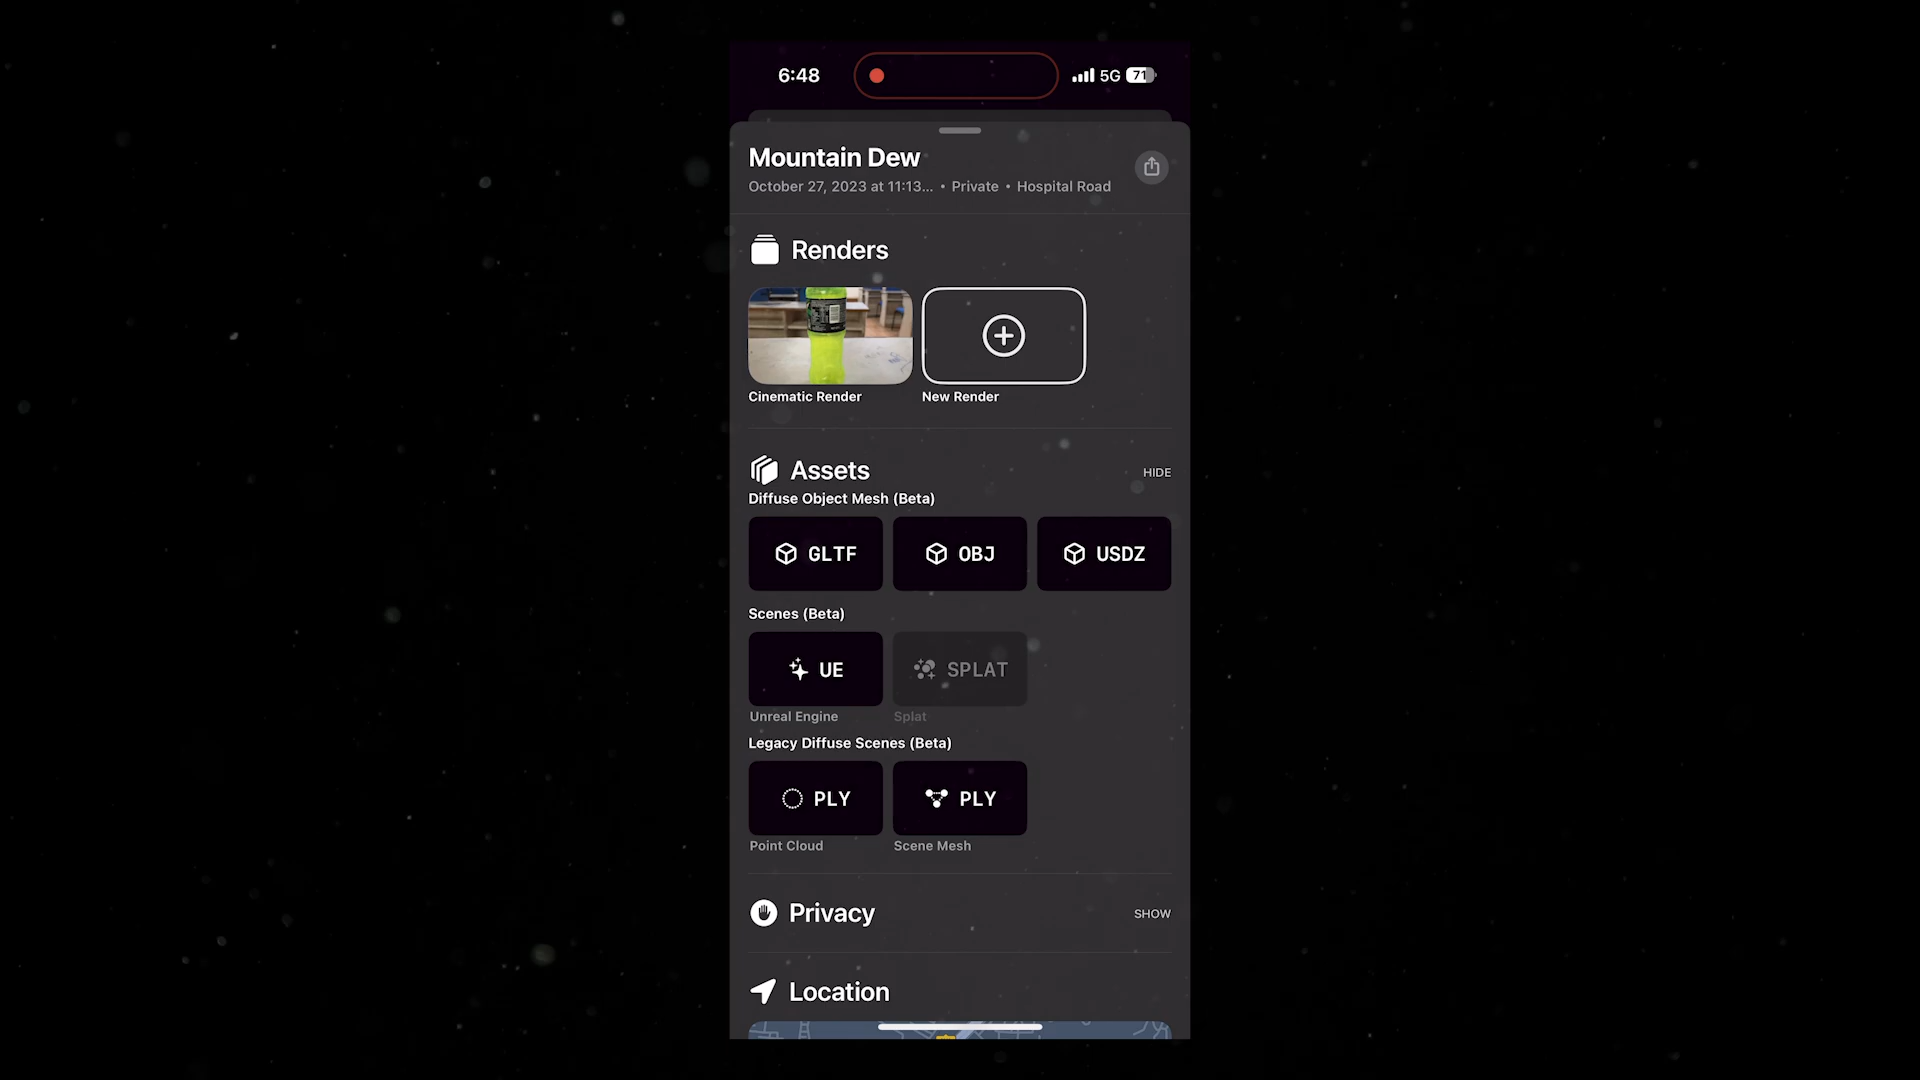 6:48 5G 71
Mountain Dew
October 27, 2023 at 11:13... • Private • Hospital Road
Renders
Cinematic Render New Render
Assets HIDE
Diffuse Object Mesh (Beta)
GLTF OBJ USDZ
Scenes (Beta)
UE SPLAT
Unreal Engine Splat
Legacy Diffuse Scenes (Beta)
PLY PLY
Point Cloud Scene Mesh
Privacy SHOW
Location